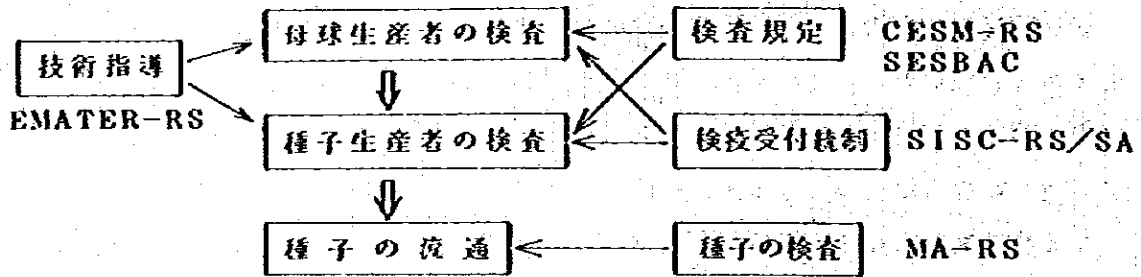 母球生産者の検査
検査規定
CESM-RS
SESBAC
技術指導
EMATER-RS
種子生産者の検査
検疫受付統制
SISC-RS/SA
種子の流通
種子の検査
MA-RS